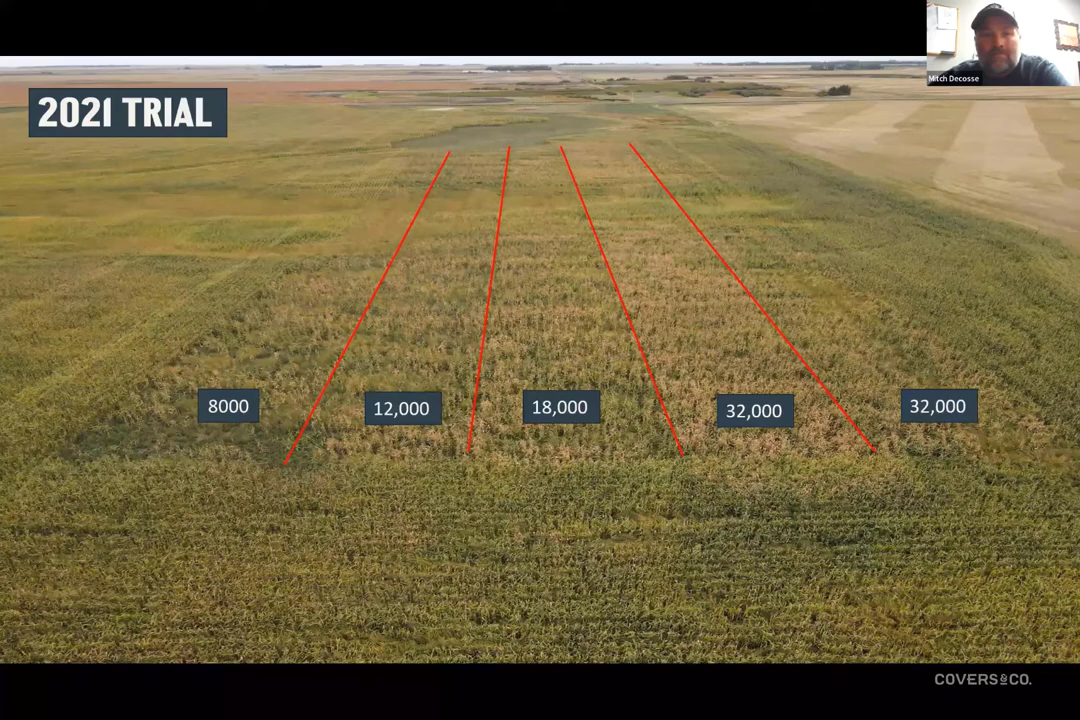 Mitch Decosse
2021 TRIAL
8000
12,000
18,000
32,000
32,000
COVERS&CO.